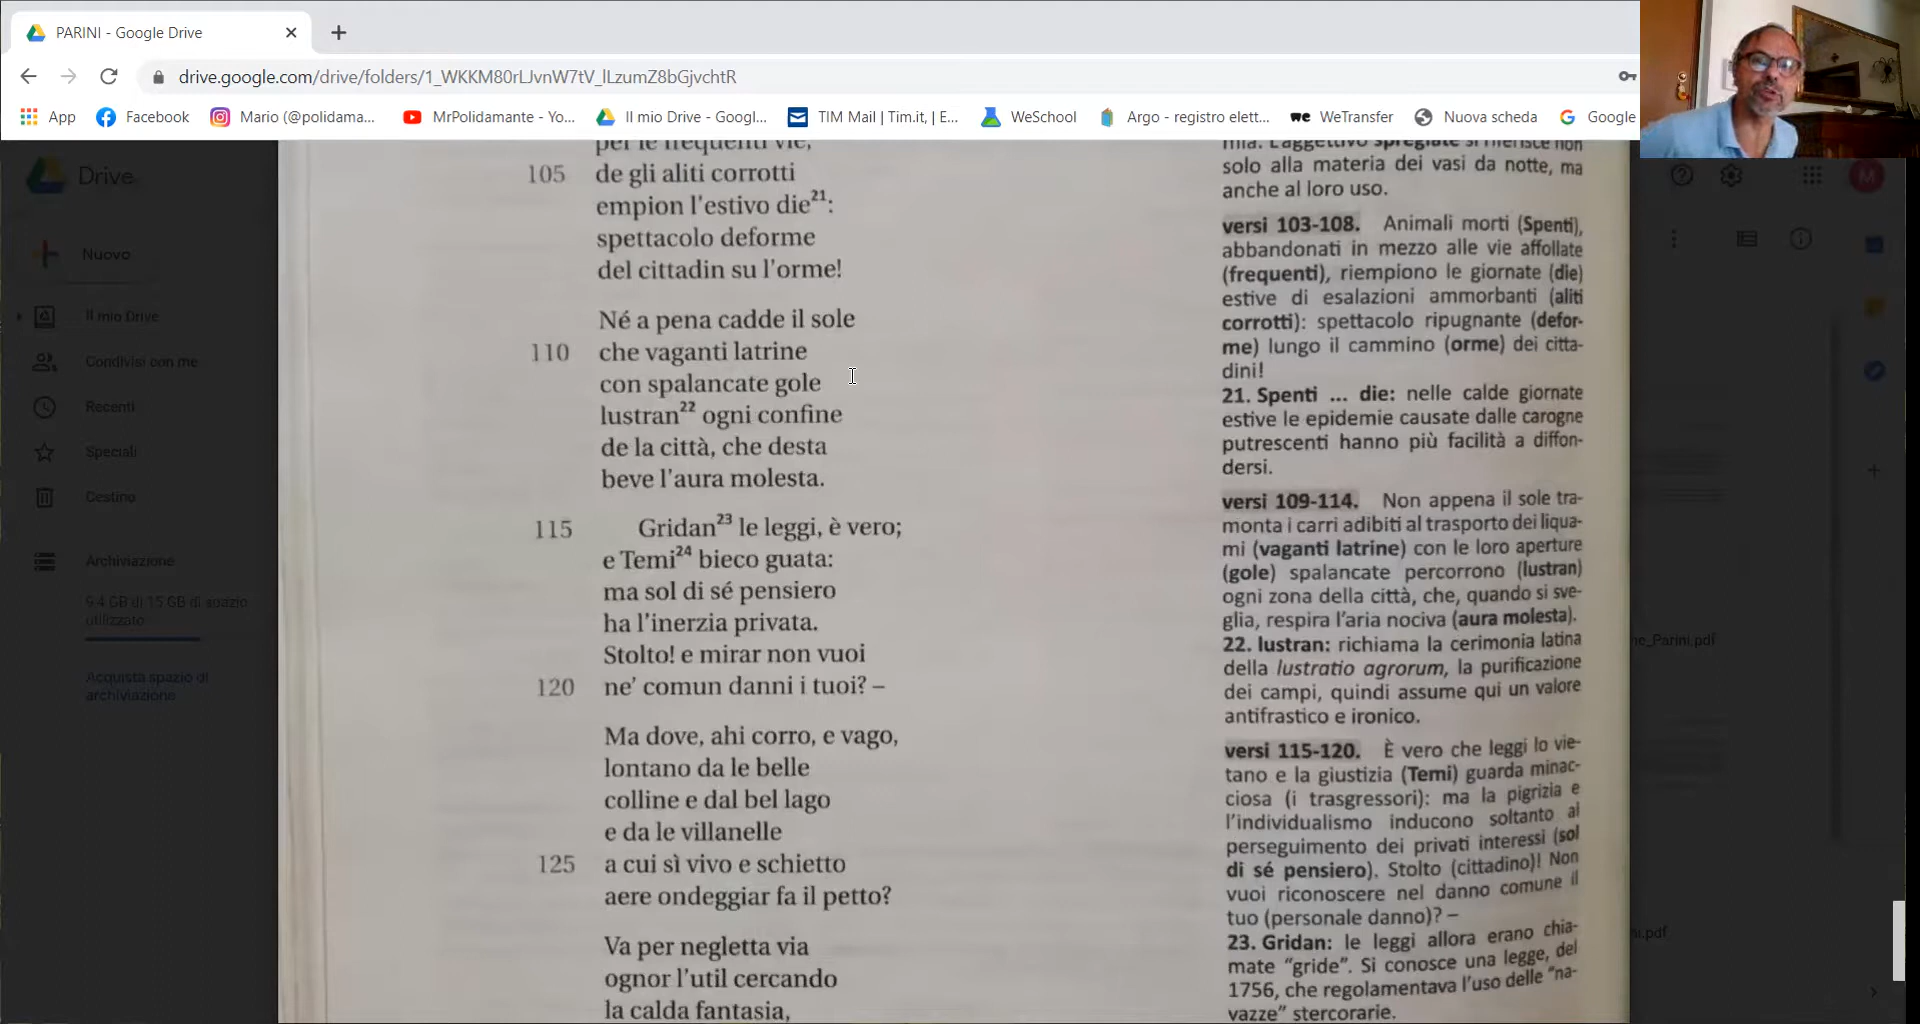 PARINI - Google Drive
drive.google.com/drive/folders/1_WKKM80rLJvnW7tV_lLzumZ8bGjvchtR
App Facebook Mario (@polidama... MrPolidamante - Yo... Il mio Drive - Googl... TIM Mail | Tim.it, | E... WeSchool Argo - registro elett... WeTransfer Nuova scheda Google
Drive
Nuovo
Il mio Drive
Condivisi con me
Recenti
Speciali
Cestino
Archiviazione
9.4 GB di 15 GB di spazio
utilizzato
Acquista spazio di
archiviazione
per le frequenti vie,
105 de gli aliti corrotti
empion l'estivo die21:
spettacolo deforme
del cittadin su l'orme!
Né a pena cadde il sole
110 che vaganti latrine
con spalancate gole
lustran22 ogni confine
de la città, che desta
beve l'aura molesta.
115 Gridan23 le leggi, è vero;
e Temi24 bieco guata:
ma sol di sé pensiero
ha l'inerzia privata.
Stolto! e mirar non vuoi
120 ne' comun danni i tuoi? –
Ma dove, ahi corro, e vago,
lontano da le belle
colline e dal bel lago
e da le villanelle
125 a cui sì vivo e schietto
aere ondeggiar fa il petto?
Va per negletta via
ognor l'util cercando
la calda fantasia,
mia. L'aggettivo spregiate si riferisce non
solo alla materia dei vasi da notte, ma
anche al loro uso.
versi 103-108. Animali morti (Spenti),
abbandonati in mezzo alle vie affollate
(frequenti), riempiono le giornate (die)
estive di esalazioni ammorbanti (aliti
corrotti): spettacolo ripugnante (defor-
me) lungo il cammino (orme) dei citta-
dini!
21. Spenti ... die: nelle calde giornate
estive le epidemie causate dalle carogne
putrescenti hanno più facilità a diffon-
dersi.
versi 109-114. Non appena il sole tra-
monta i carri adibiti al trasporto dei liqua-
mi (vaganti latrine) con le loro aperture
(gole) spalancate percorrono (lustran)
ogni zona della città, che, quando si sve-
glia, respira l'aria nociva (aura molesta).
22. lustran: richiama la cerimonia latina
della lustratio agrorum, la purificazione
dei campi, quindi assume qui un valore
antifrastico e ironico.
versi 115-120. È vero che leggi lo vie-
tano e la giustizia (Temi) guarda minac-
ciosa (i trasgressori): ma la pigrizia e
l'individualismo inducono soltanto al
perseguimento dei privati interessi (sol
di sé pensiero). Stolto (cittadino)! Non
vuoi riconoscere nel danno comune il
tuo (personale danno)? –
23. Gridan: le leggi allora erano chia-
mate "gride". Si conosce una legge, del
1756, che regolamentava l'uso delle "na-
vazze" stercorarie.
M
ne_Parini.pdf
ni.pdf